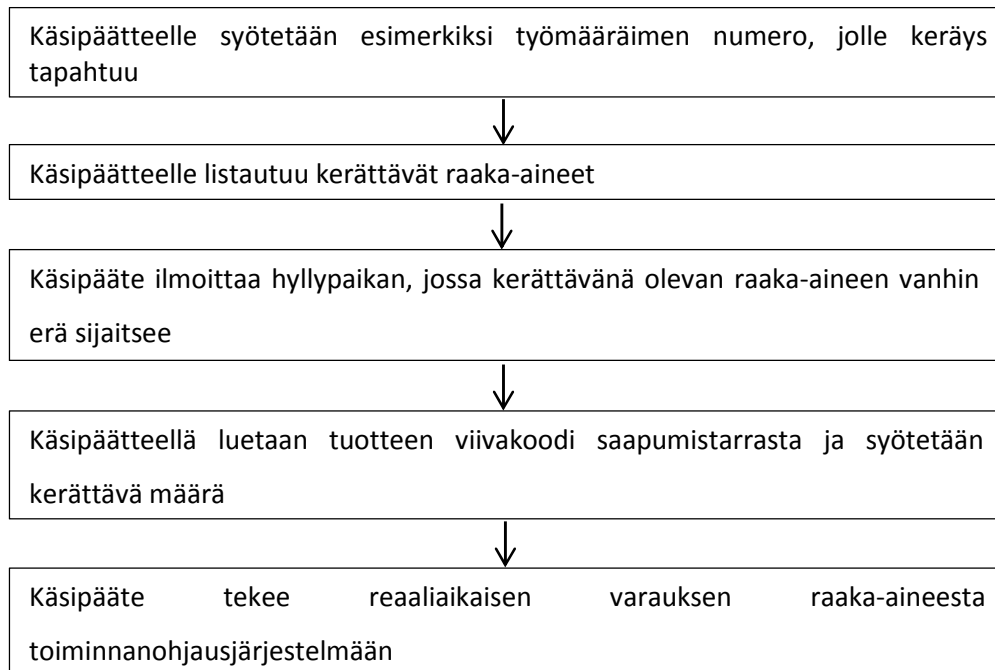 Käsipäätteelle syötetään esimerkiksi työmääräimen numero, jolle keräys
tapahtuu
Käsipäätteelle listautuu kerättävät raaka-aineet
Käsipääte ilmoittaa hyllypaikan, jossa kerättävänä olevan raaka-aineen vanhin
erä sijaitsee
Käsipäätteellä luetaan tuotteen viivakoodi saapumistarrasta ja syötetään
kerättävä määrä
Käsipääte tekee reaaliaikaisen varauksen raaka-aineesta
toiminnanohjausjärjestelmään